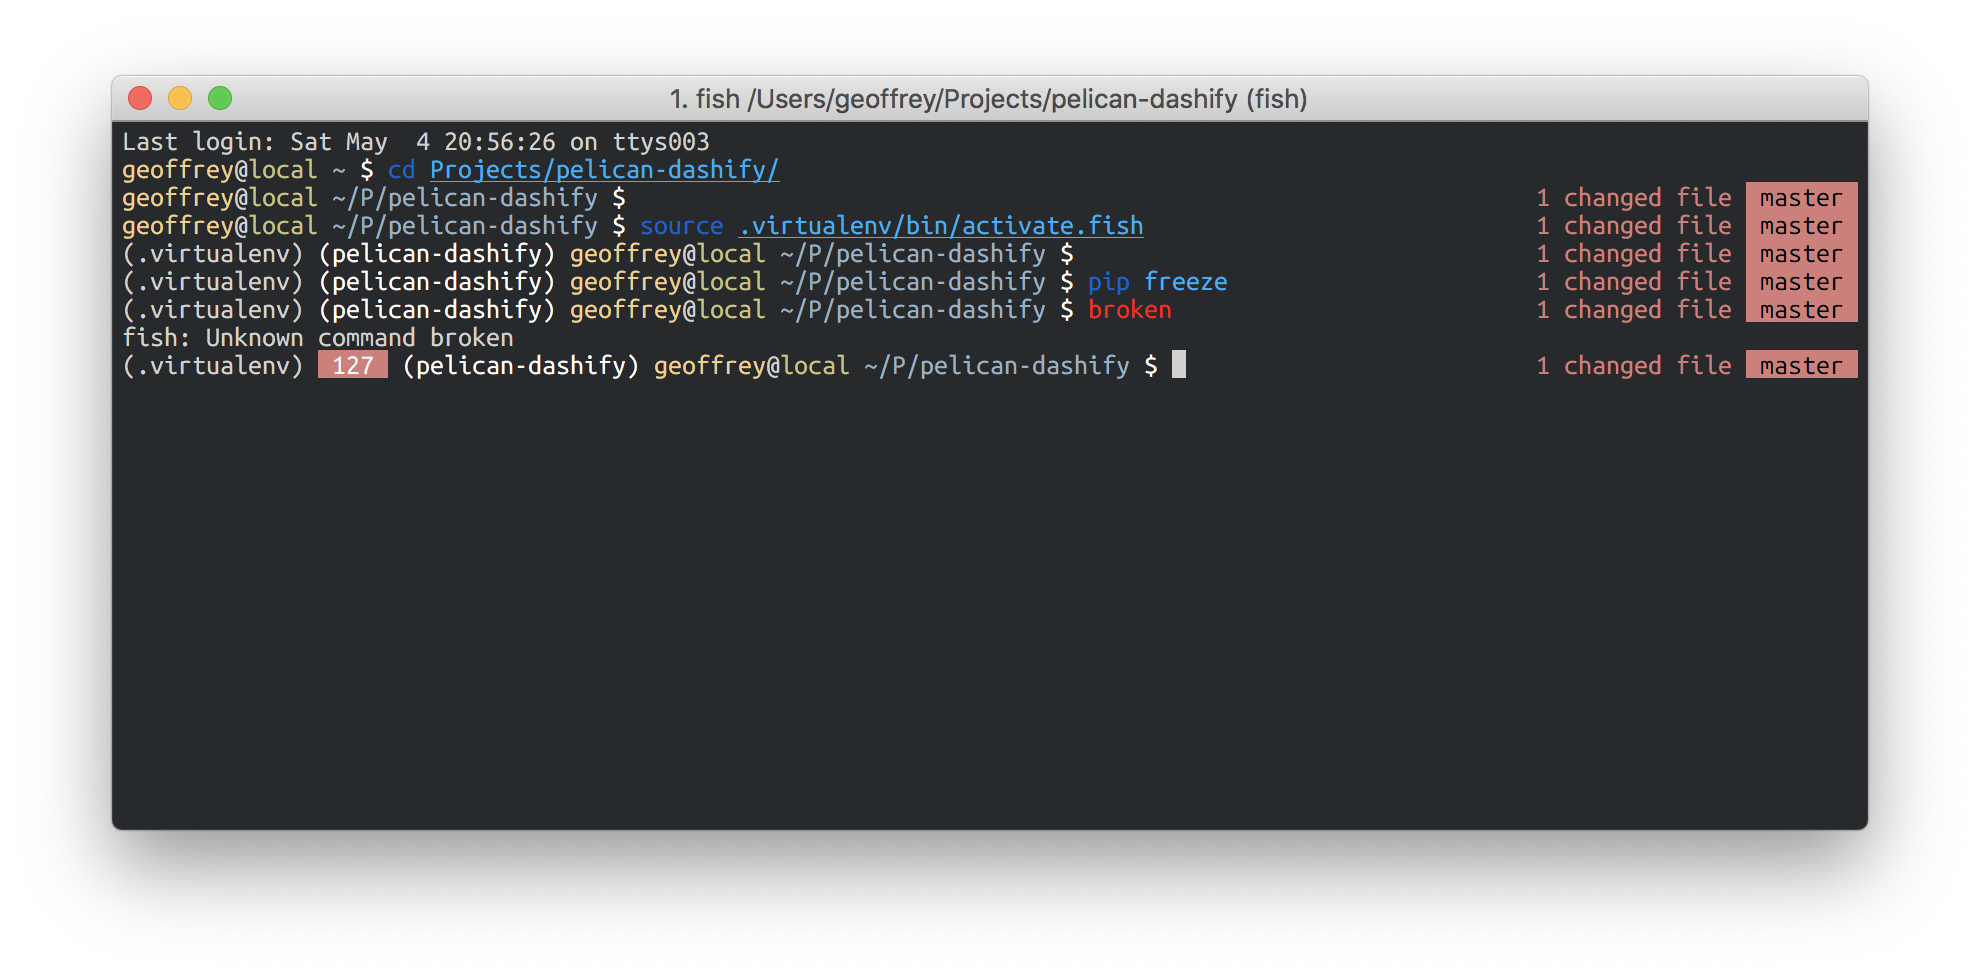 1. fish /Users/geoffrey/Projects/pelican-dashify (fish)
Last login: Sat May  4 20:56:26 on ttys003
geoffrey@local ~ $ cd Projects/pelican-dashify/
geoffrey@local ~/P/pelican-dashify $ 1 changed file master
geoffrey@local ~/P/pelican-dashify $ source .virtualenv/bin/activate.fish 1 changed file master
(.virtualenv) (pelican-dashify) geoffrey@local ~/P/pelican-dashify $ 1 changed file master
(.virtualenv) (pelican-dashify) geoffrey@local ~/P/pelican-dashify $ pip freeze 1 changed file master
(.virtualenv) (pelican-dashify) geoffrey@local ~/P/pelican-dashify $ broken 1 changed file master
fish: Unknown command broken
(.virtualenv) 127 (pelican-dashify) geoffrey@local ~/P/pelican-dashify $ 1 changed file master